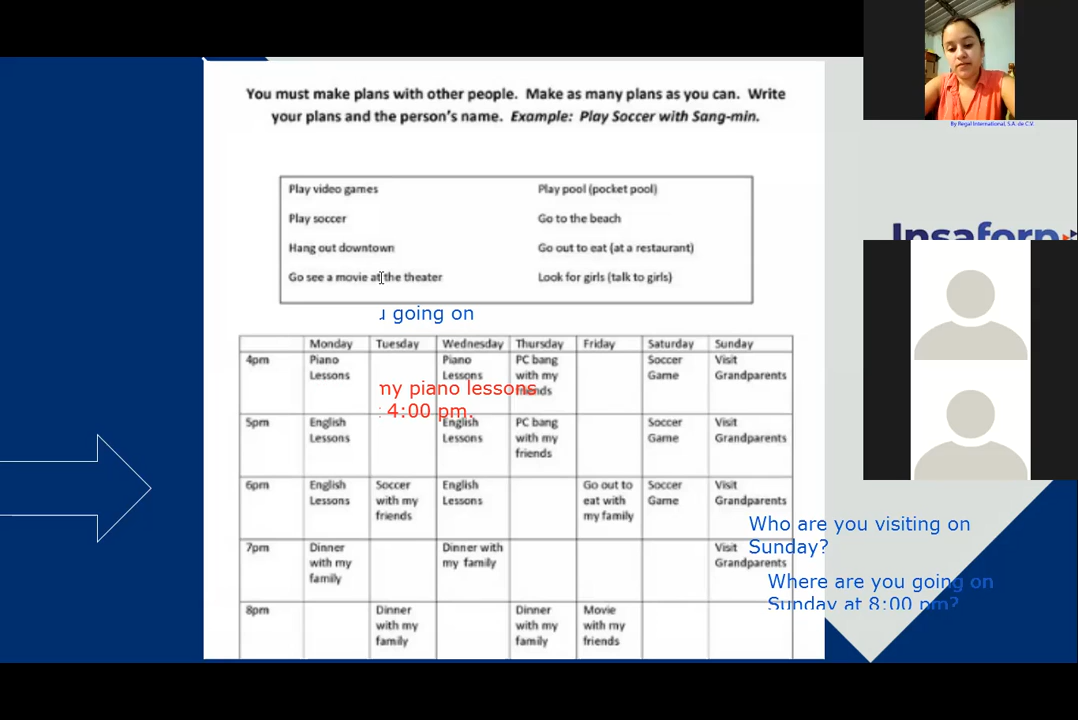 You must make plans with other people. Make as many plans as you can. Write
your plans and the person's name. Example: Play Soccer with Sang-min.
By Regal International, S.A. de C.V.
Play video games Play pool (pocket pool)
Play soccer Go to the beach
Insaforp
Hang out downtown Go out to eat (at a restaurant)
Go see a movie at the theater Look for girls (talk to girls)
u going on
Monday Tuesday Wednesday Thursday Friday Saturday Sunday
4pm Piano Piano PC bang Soccer Visit
Lessons Lessons with my Game Grandparents
my piano lessons
friends
4:00 pm.
5pm English English PC bang Soccer Visit
Lessons Lessons with my Game Grandparents
friends
6pm English Soccer English Go out to Soccer Visit
Lessons with my Lessons eat with Game Grandparents
friends my family
Who are you visiting on
Sunday?
7pm Dinner Dinner with Visit
with my my family Grandparents
family
Where are you going on
Sunday at 8:00 pm?
8pm Dinner Dinner Movie
with my with my with my
family family friends